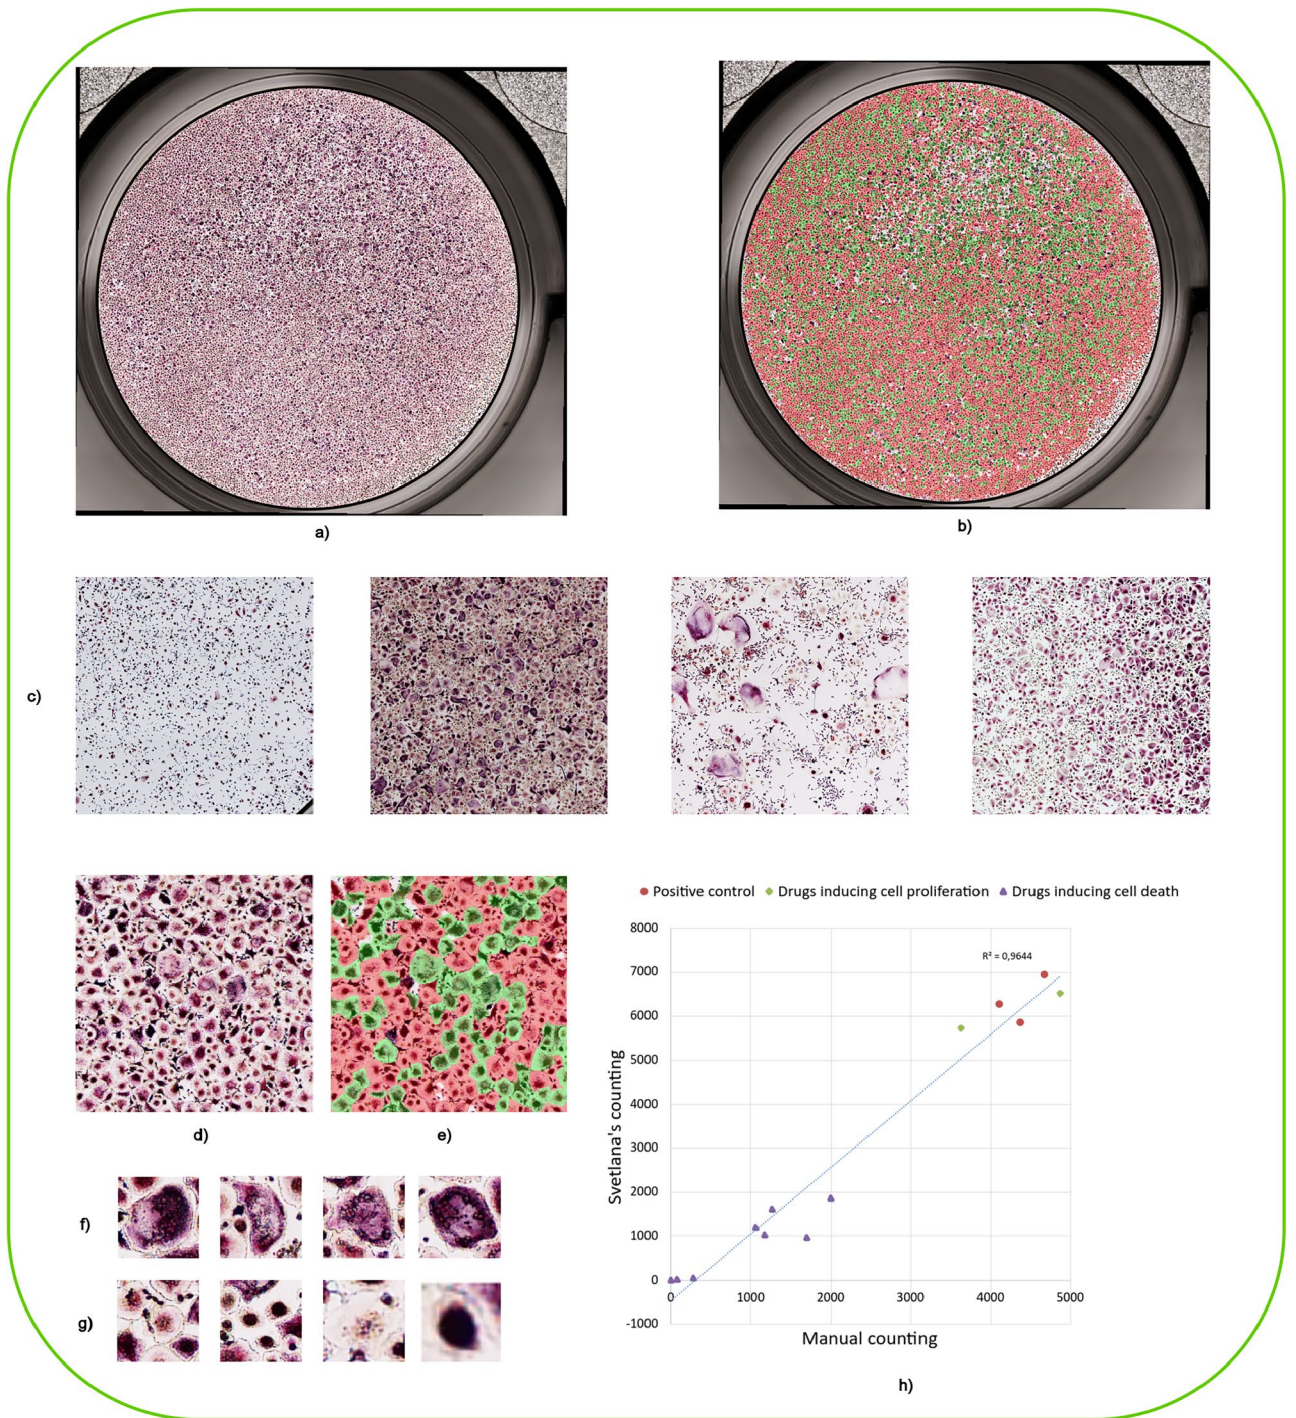 a)
b)
c)
d)
e)
f)
g)
Positive control Drugs inducing cell proliferation Drugs inducing cell death
8000
R² = 0,9644
7000
6000
5000
4000
3000
2000
1000
0
-1000
0 1000 2000 3000 4000 5000
Svetlana's counting
Manual counting
h)